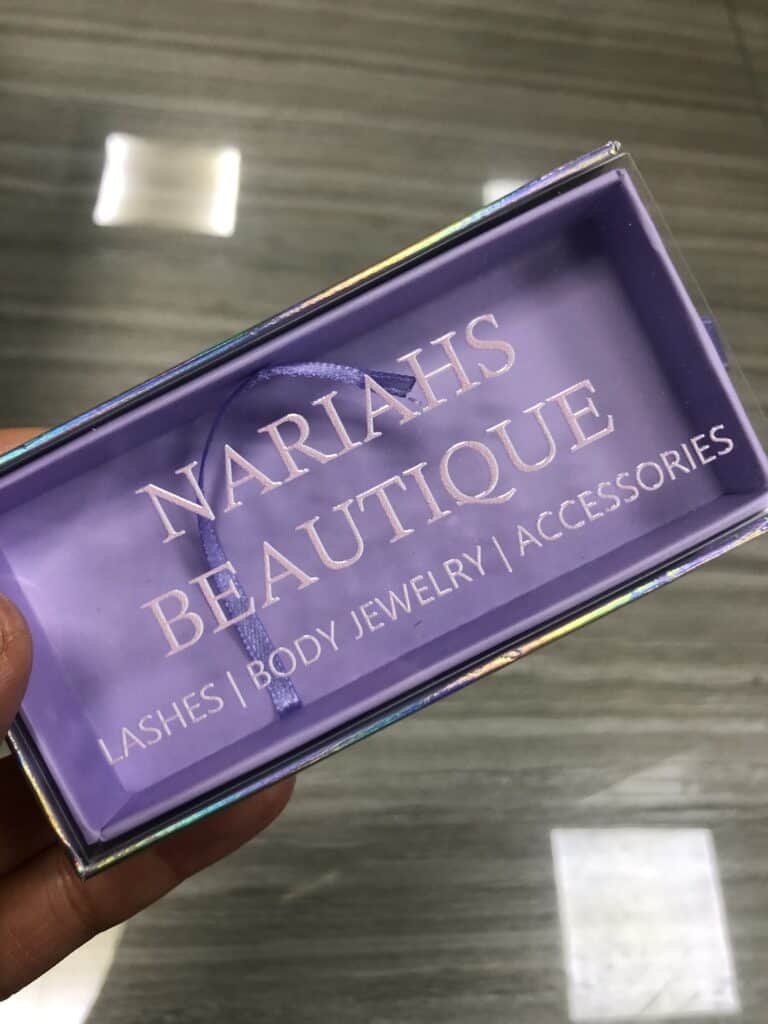 NARIAHS
BEAUTIQUE
LASHES | BODY JEWELRY | ACCESSORIES